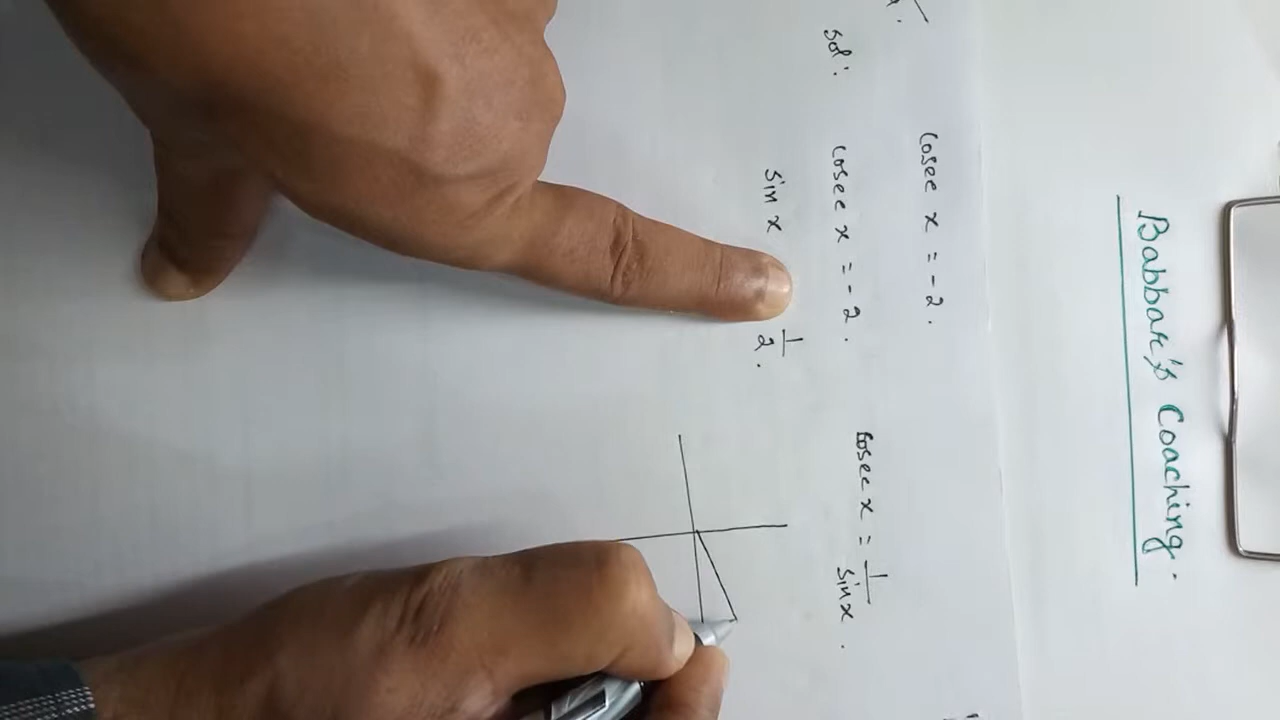 Babbar's Coaching.
cosec x = - 2.
Sol:
cosec x = - 2.
cosec x = 1/sin x.
sin x 1/2.